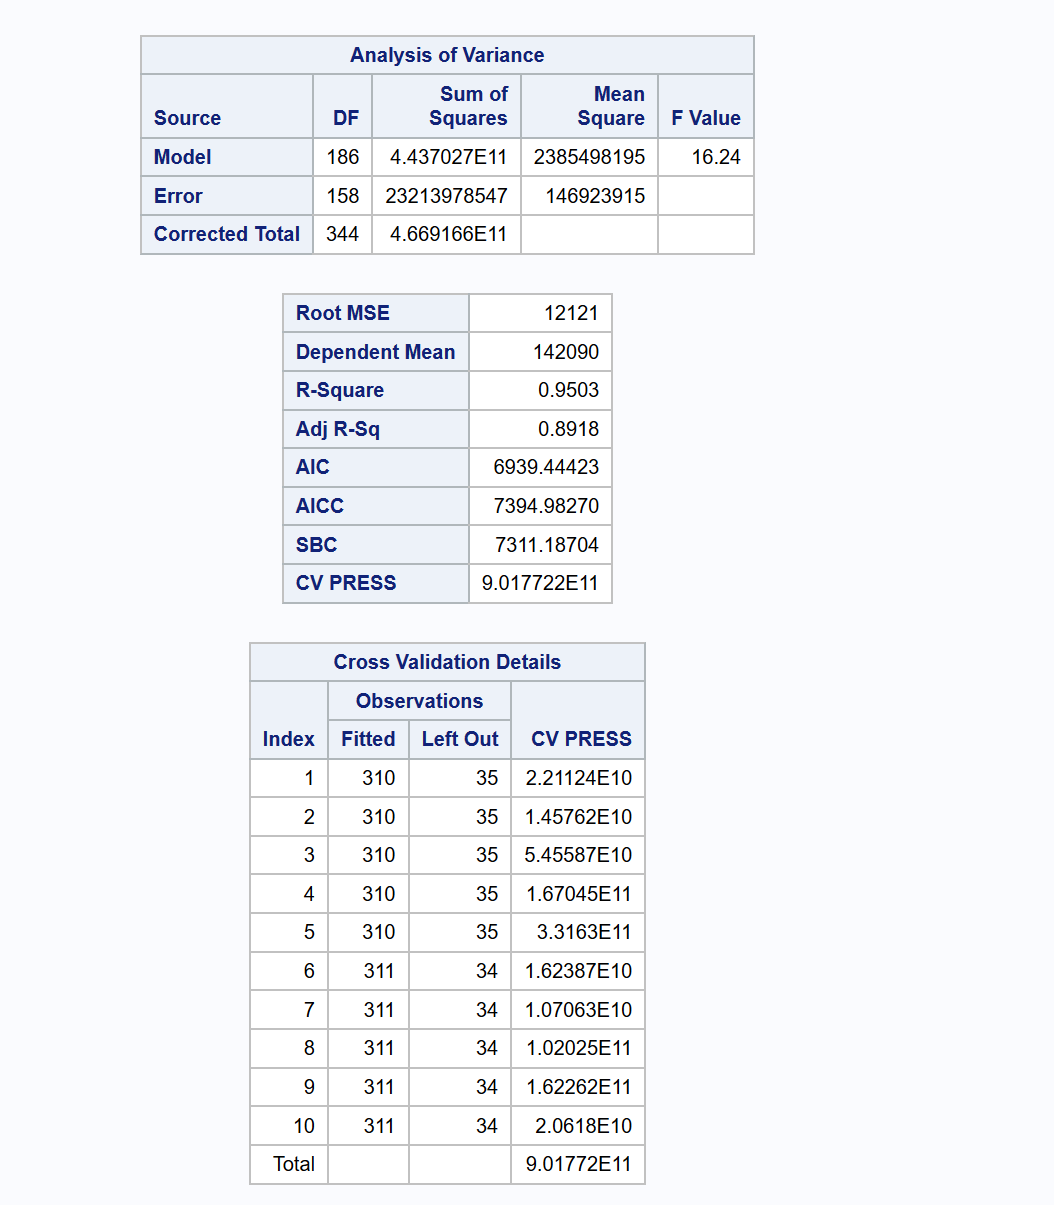 Analysis of Variance
Source DF Sum of Squares Mean Square F Value
Model 186 4.437027E11 2385498195 16.24
Error 158 23213978547 146923915
Corrected Total 344 4.669166E11
Root MSE 12121
Dependent Mean 142090
R-Square 0.9503
Adj R-Sq 0.8918
AIC 6939.44423
AICC 7394.98270
SBC 7311.18704
CV PRESS 9.017722E11
Cross Validation Details
Observations
Index Fitted Left Out CV PRESS
1 310 35 2.21124E10
2 310 35 1.45762E10
3 310 35 5.45587E10
4 310 35 1.67045E11
5 310 35 3.3163E11
6 311 34 1.62387E10
7 311 34 1.07063E10
8 311 34 1.02025E11
9 311 34 1.62262E11
10 311 34 2.0618E10
Total 9.01772E11